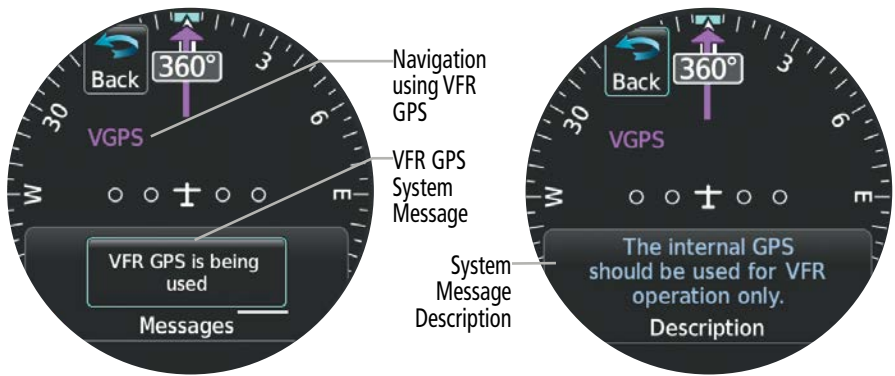 Back
360°
30
3
6
VGPS
W
E
VFR GPS is being
used
Messages
Navigation
using VFR
GPS
VFR GPS
System
Message
System
Message
Description
Back
360°
30
3
6
VGPS
W
E
The internal GPS
should be used for VFR
operation only.
Description